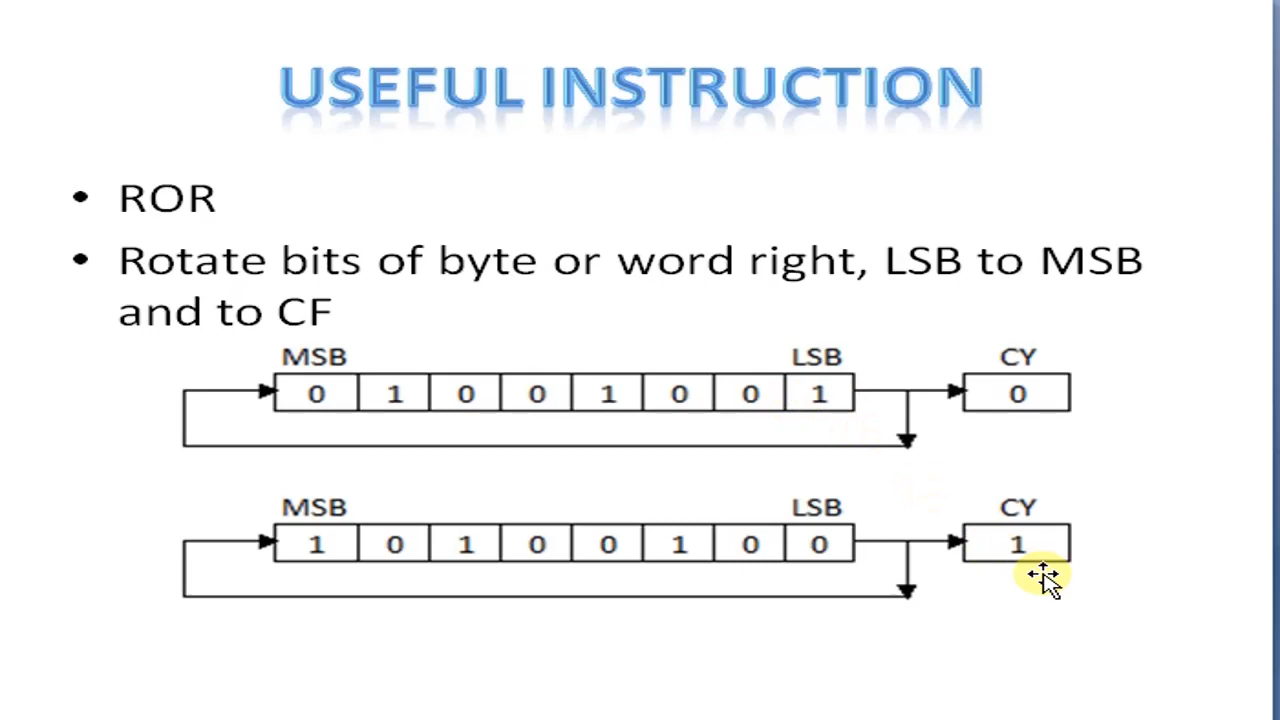 USEFUL INSTRUCTION
• ROR
• Rotate bits of byte or word right, LSB to MSB
and to CF
MSB LSB CY
0 1 0 0 1 0 0 1 0
MSB LSB CY
1 0 1 0 0 1 0 0 1